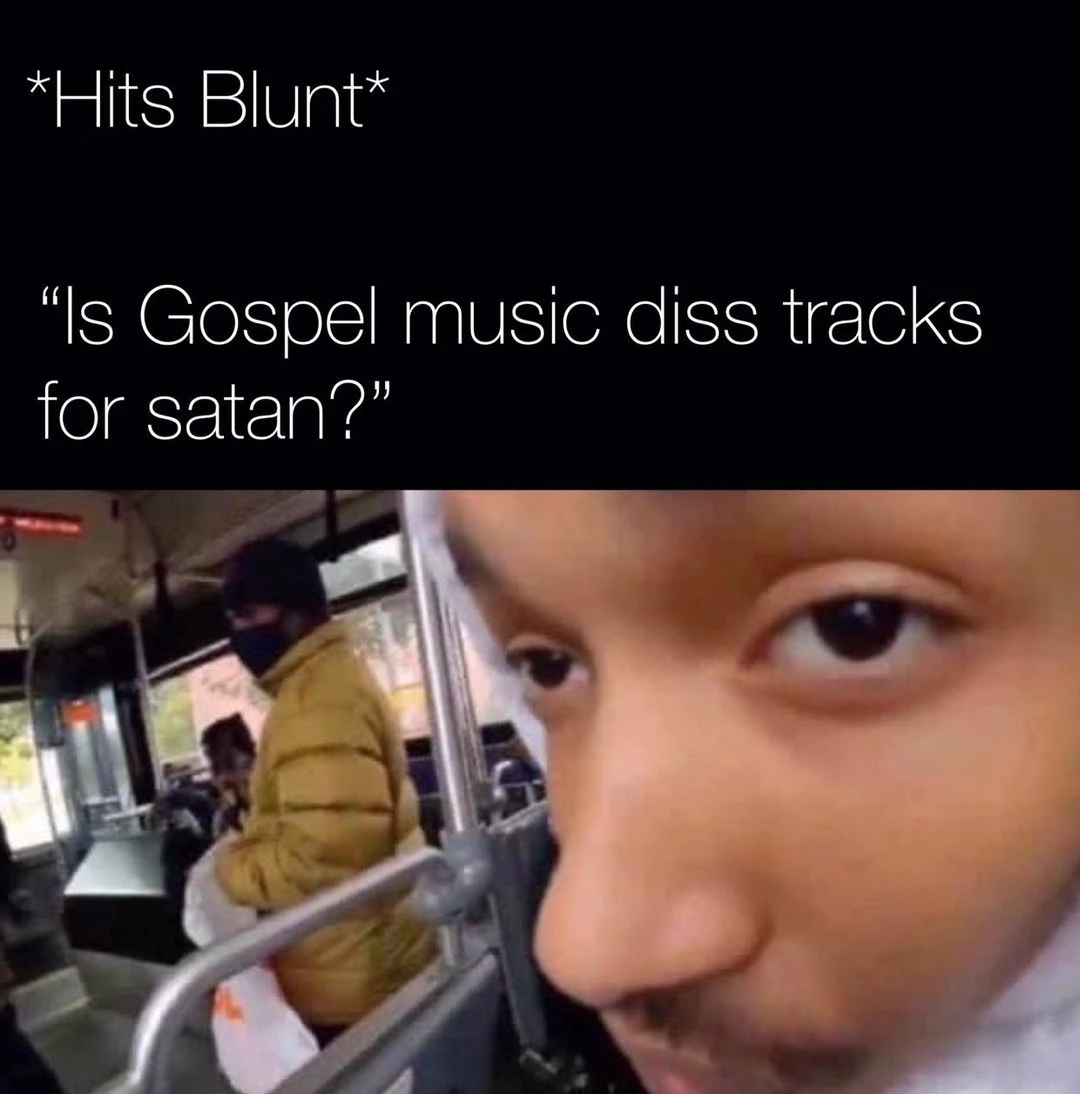 *Hits Blunt*
“Is Gospel music diss tracks
for satan?”